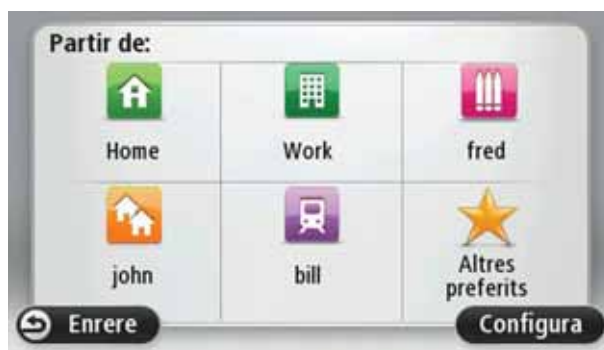 Partir de:
Home
Work
fred
john
bill
Altres
preferits
Enrere
Configura